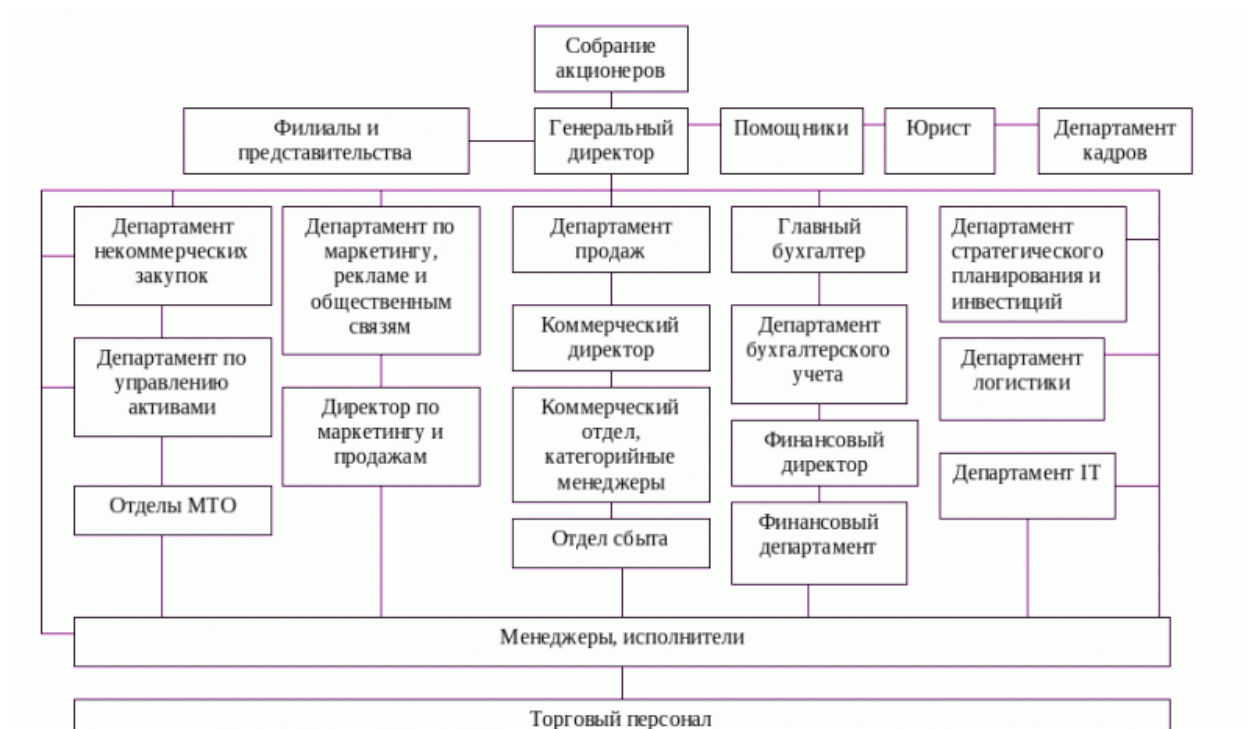 Собрание
акционеров
Филиалы и
представительства
Генеральный
директор
Помощники
Юрист
Департамент
кадров
Департамент
некоммерческих
закупок
Департамент по
маркетингу,
рекламе и
общественным
связям
Департамент
продаж
Главный
бухгалтер
Департамент
стратегического
планирования и
инвестиций
Департамент по
управлению
активами
Директор по
маркетингу и
продажам
Коммерческий
директор
Департамент
бухгалтерского
учета
Департамент
логистики
Коммерческий
отдел,
категорийные
менеджеры
Финансовый
директор
Департамент IT
Отделы МТО
Отдел сбыта
Финансовый
департамент
Менеджеры, исполнители
Торговый персонал